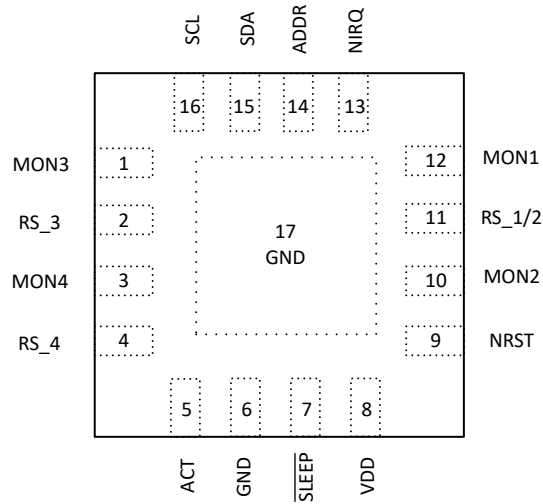 SCL SDA ADDR NIRQ
16 15 14 13
MON3 1 12 MON1
RS_3 2 11 RS_1/2
17
GND
MON4 3 10 MON2
RS_4 4 9 NRST
5 6 7 8
ACT GND SLEEP VDD